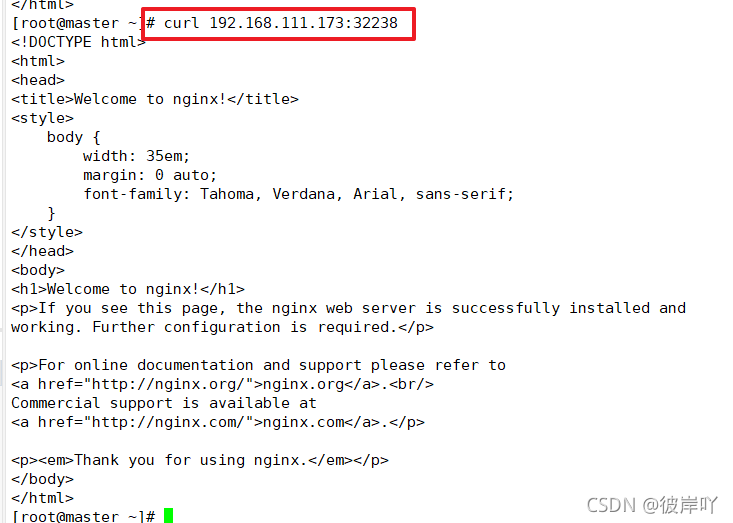 </html>
[root@master ~]# curl 192.168.111.173:32238
<!DOCTYPE html>
<html>
<head>
<title>Welcome to nginx!</title>
<style>
    body {
        width: 35em;
        margin: 0 auto;
        font-family: Tahoma, Verdana, Arial, sans-serif;
    }
</style>
</head>
<body>
<h1>Welcome to nginx!</h1>
<p>If you see this page, the nginx web server is successfully installed and
working. Further configuration is required.</p>

<p>For online documentation and support please refer to
<a href="http://nginx.org/">nginx.org</a>.<br/>
Commercial support is available at
<a href="http://nginx.com/">nginx.com</a>.</p>

<p><em>Thank you for using nginx.</em></p>
</body>
</html>
[root@master ~]#
CSDN @彼岸吖